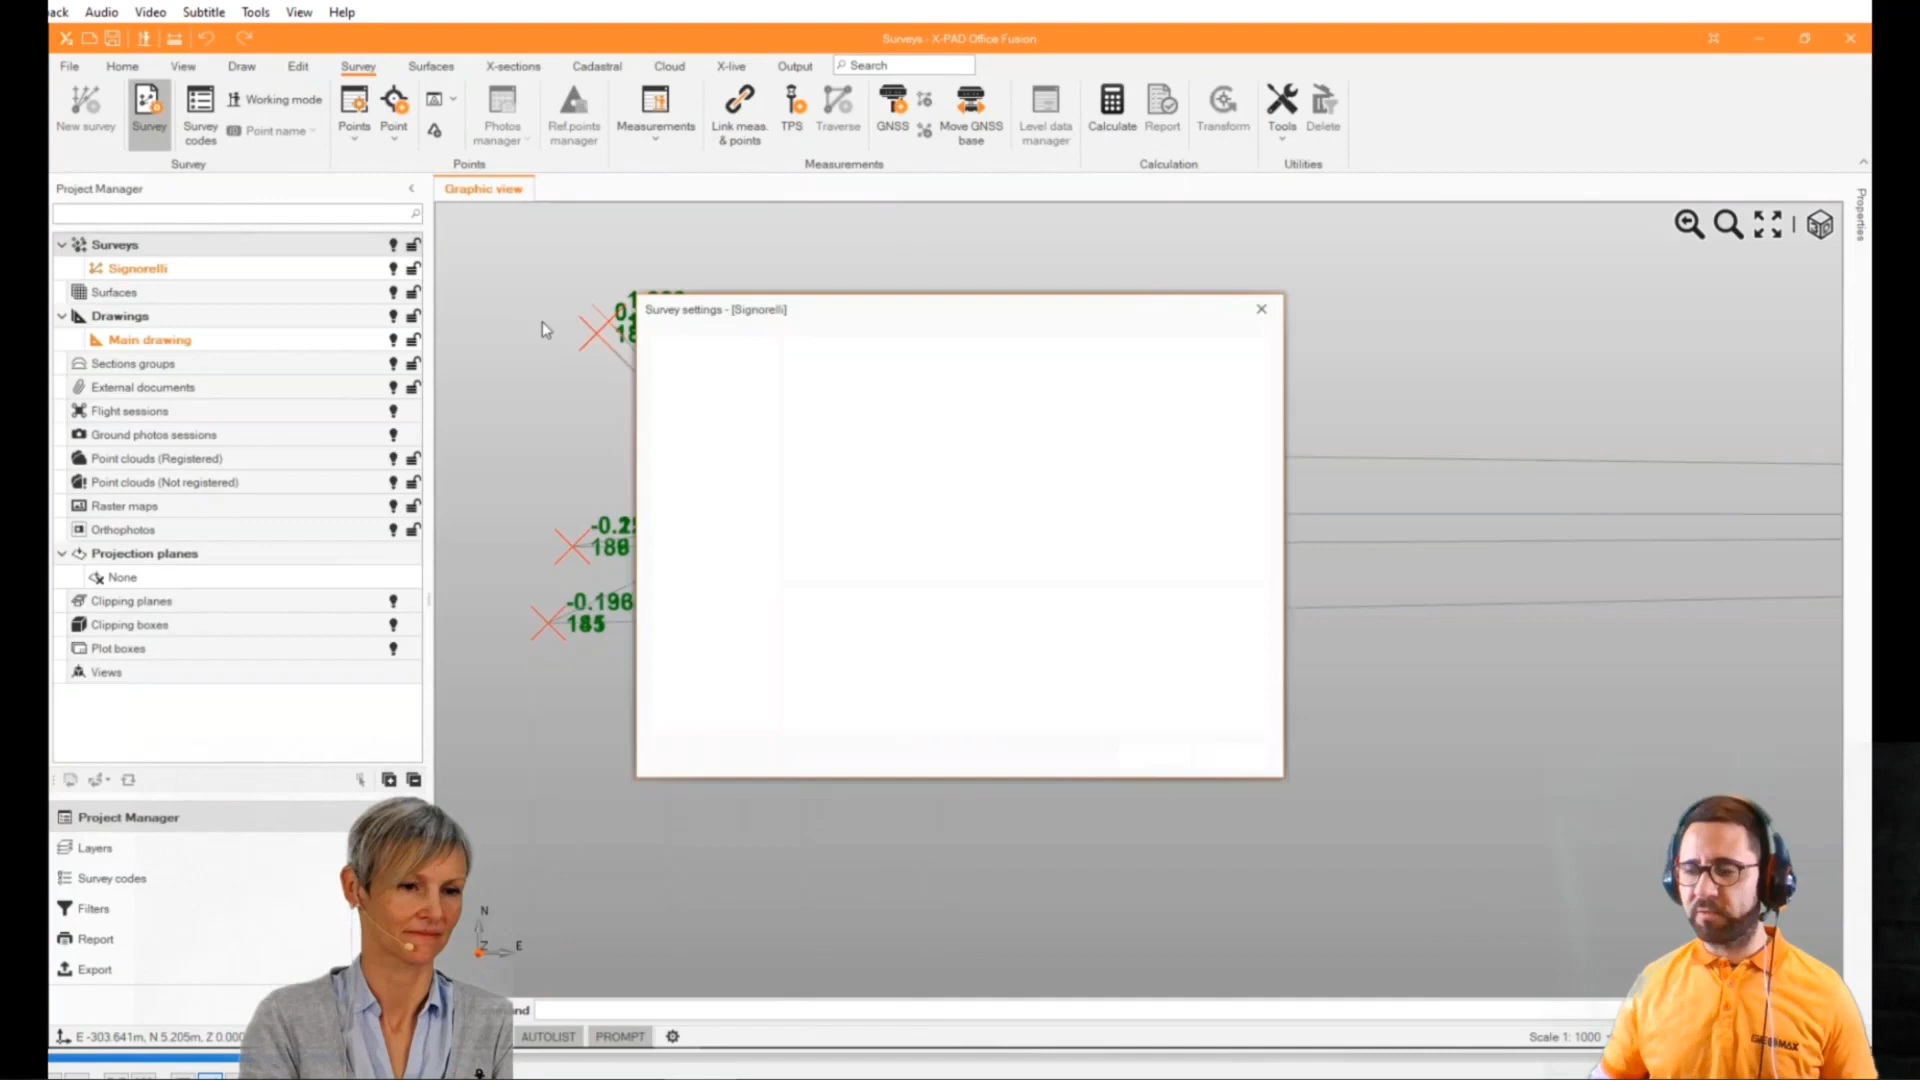 ack Audio Video Subtitle Tools View Help
Surveys - X-PAD Office Fusion
File Home View Draw Edit Survey Surfaces X-sections Cadastral Cloud X-live Output Search
New survey Survey Survey codes Working mode Point name Points Point Photos manager Ref.points manager Measurements Link meas. & points TPS Traverse GNSS Move GNSS base Level data manager Calculate Report Transform Tools Delete
Survey Points Measurements Calculation Utilities
Project Manager
Graphic view
Properties
Surveys
Signorelli
Surfaces
Drawings
Main drawing
Sections groups
External documents
Flight sessions
Ground photos sessions
Point clouds (Registered)
Point clouds (Not registered)
Raster maps
Orthophotos
Projection planes
None
Clipping planes
Clipping boxes
Plot boxes
Views
Survey settings - [Signorelli]
3D
-0.196
Project Manager
Layers
Survey codes
Filters
Report
Export
N
Z E
E -303.641m, N 5.205m, Z 0.000
AUTOLIST PROMPT
Scale 1: 1000
GEOMAX